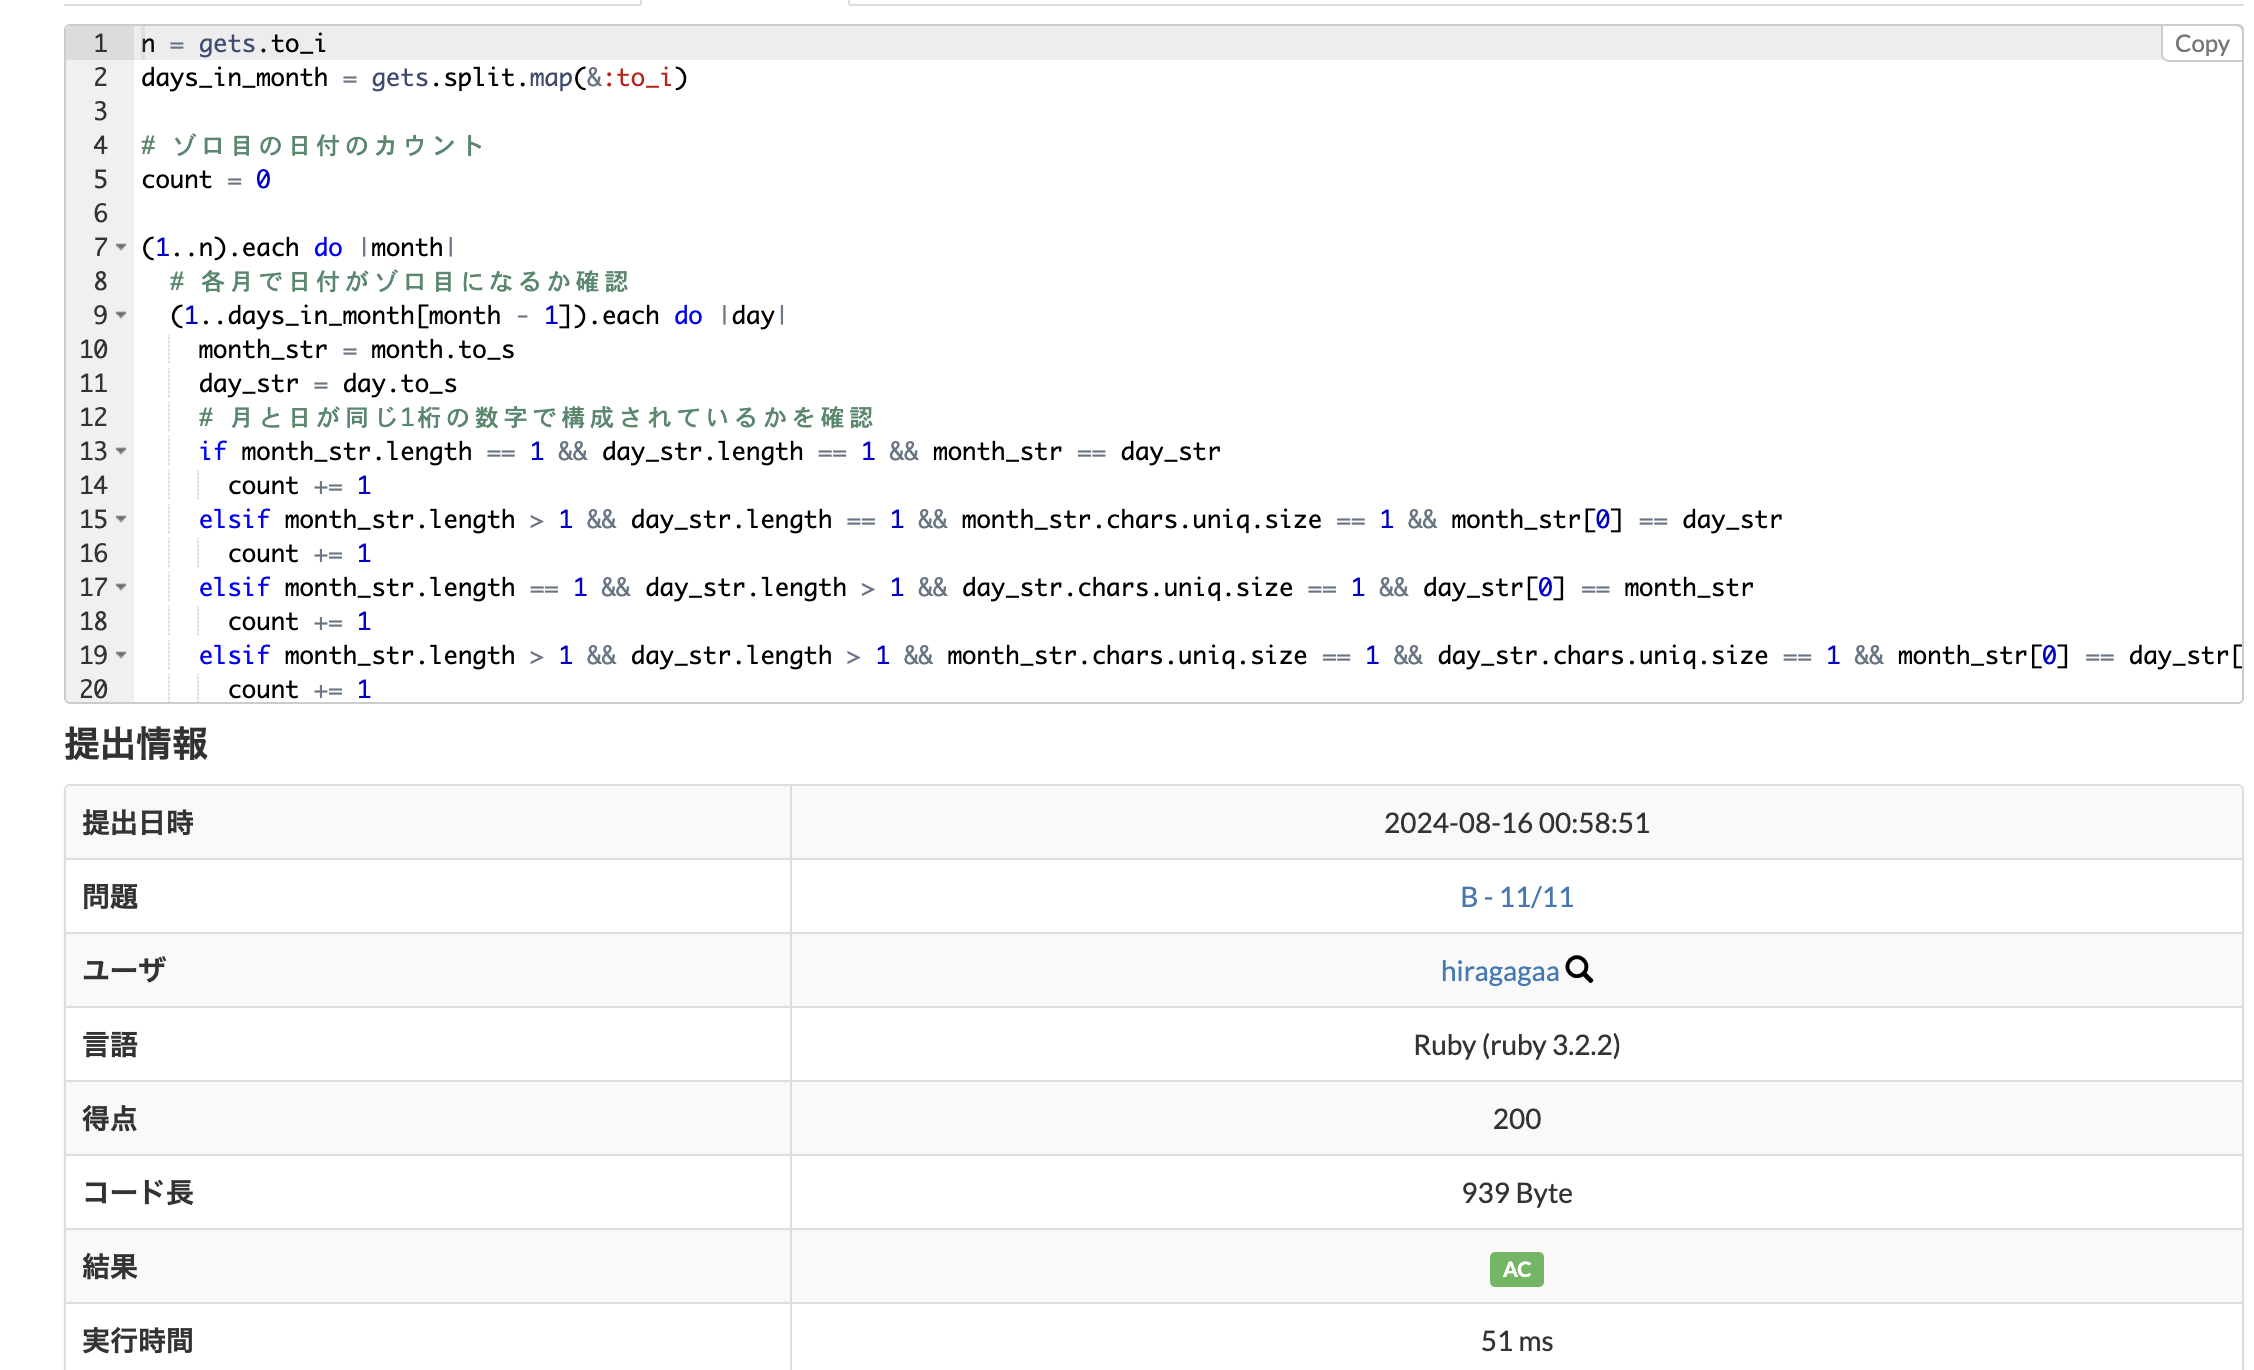 Copy
1 n = gets.to_i
2 days_in_month = gets.split.map(&:to_i)
3
4 # ゾロ目の日付のカウント
5 count = 0
6
7 (1..n).each do |month|
8 # 各月で日付がゾロ目になるか確認
9 (1..days_in_month[month - 1]).each do |day|
10 month_str = month.to_s
11 day_str = day.to_s
12 # 月と日が同じ1桁の数字で構成されているかを確認
13 if month_str.length == 1 && day_str.length == 1 && month_str == day_str
14 count += 1
15 elsif month_str.length > 1 && day_str.length == 1 && month_str.chars.uniq.size == 1 && month_str[0] == day_str
16 count += 1
17 elsif month_str.length == 1 && day_str.length > 1 && day_str.chars.uniq.size == 1 && day_str[0] == month_str
18 count += 1
19 elsif month_str.length > 1 && day_str.length > 1 && month_str.chars.uniq.size == 1 && day_str.chars.uniq.size == 1 && month_str[0] == day_str[
20 count += 1
提出情報
提出日時 2024-08-16 00:58:51
問題 B - 11/11
ユーザ hiragagaa
言語 Ruby (ruby 3.2.2)
得点 200
コード長 939 Byte
結果 AC
実行時間 51 ms